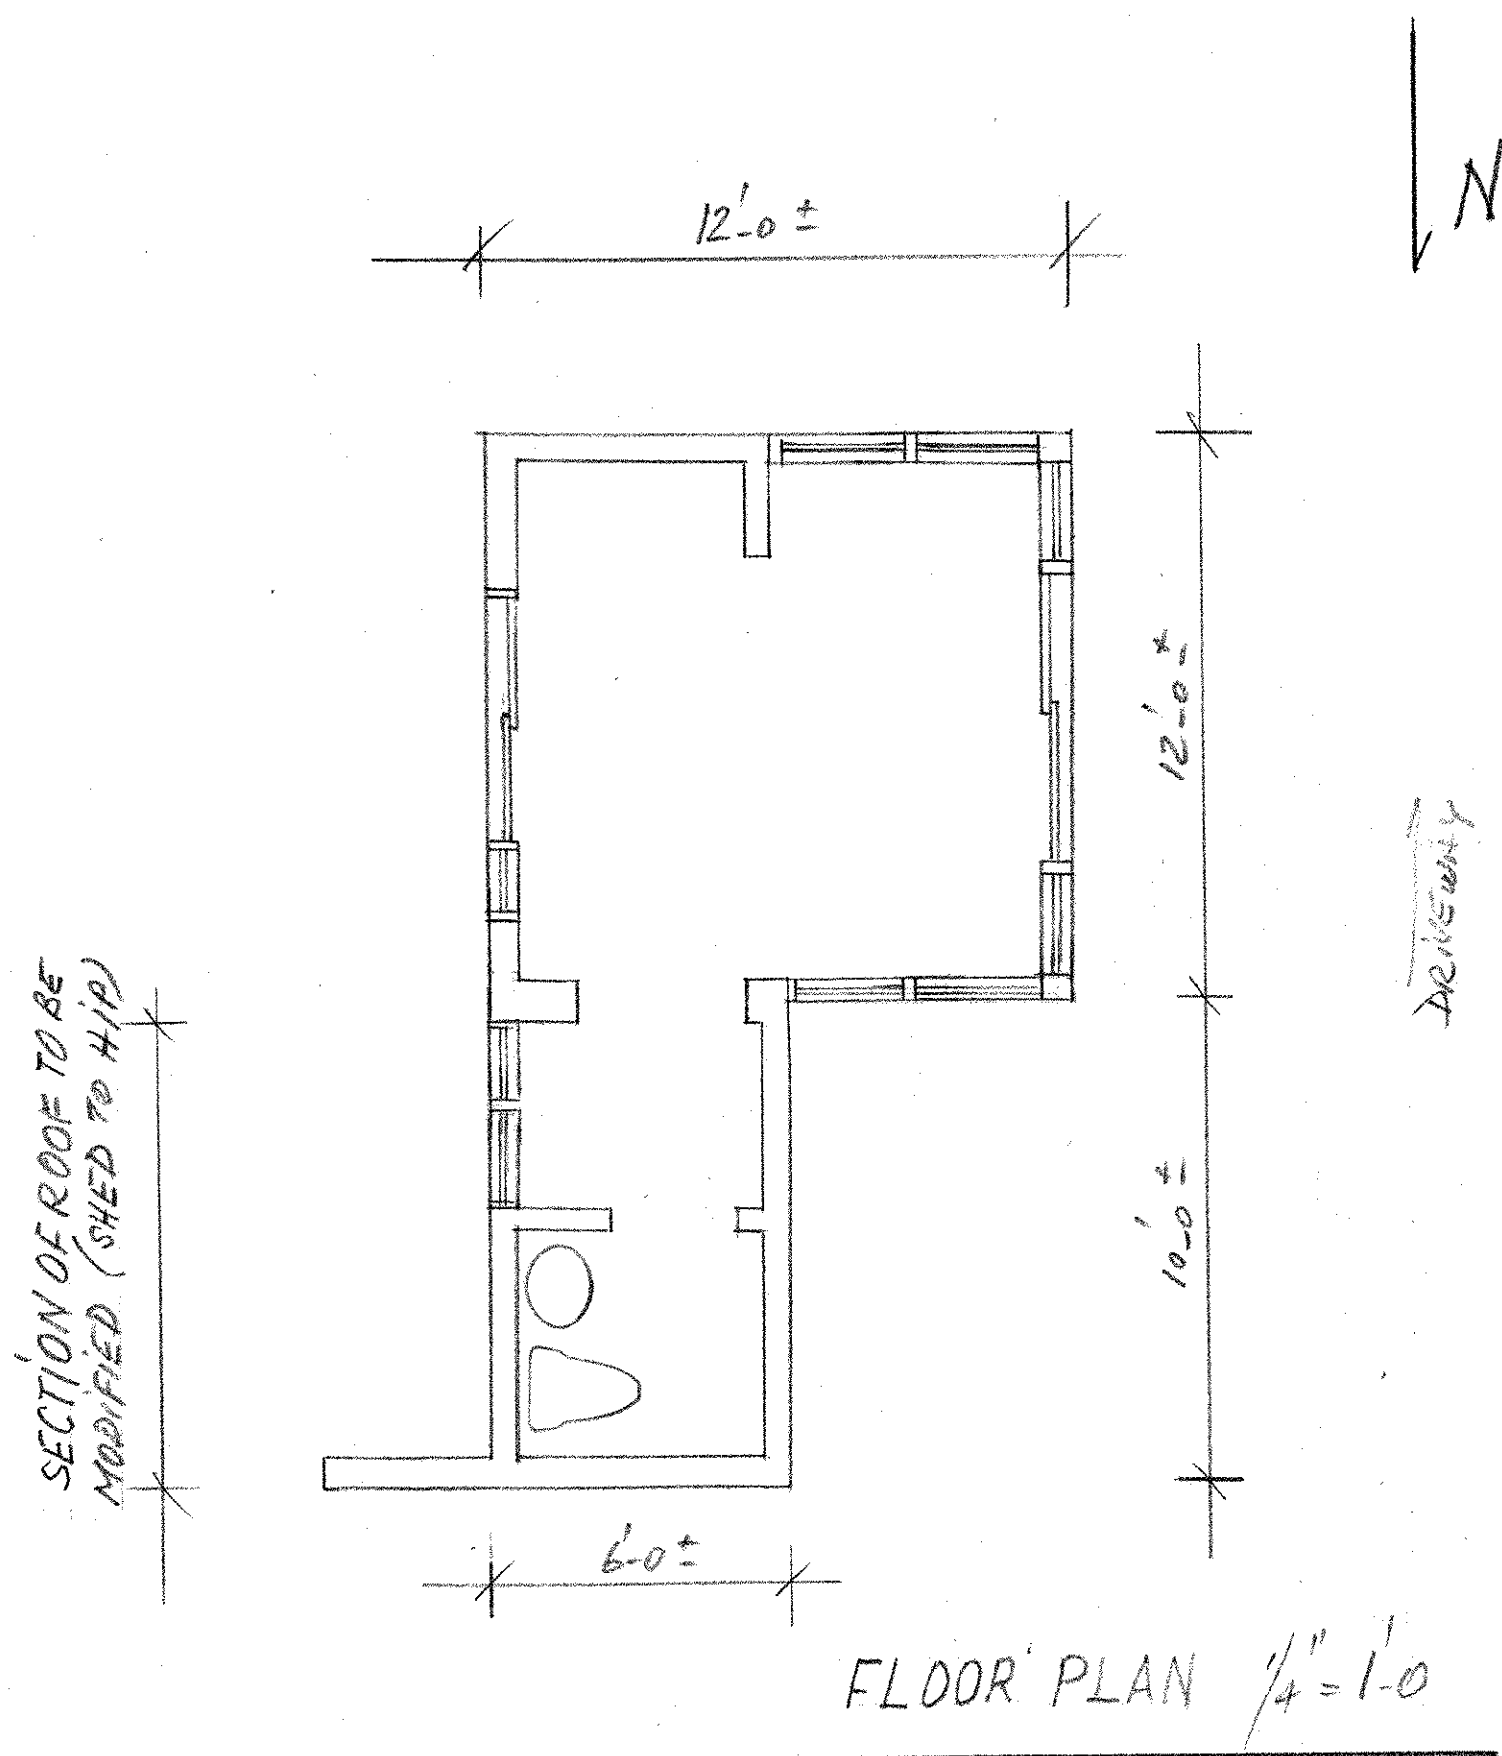 N
12'-0 ±
12'-0 ±
DRIVEWAY
SECTION OF ROOF TO BE
MODIFIED (SHED TO HIP)
10'-0 ±
6'-0 ±
FLOOR PLAN 1/4" = 1'-0